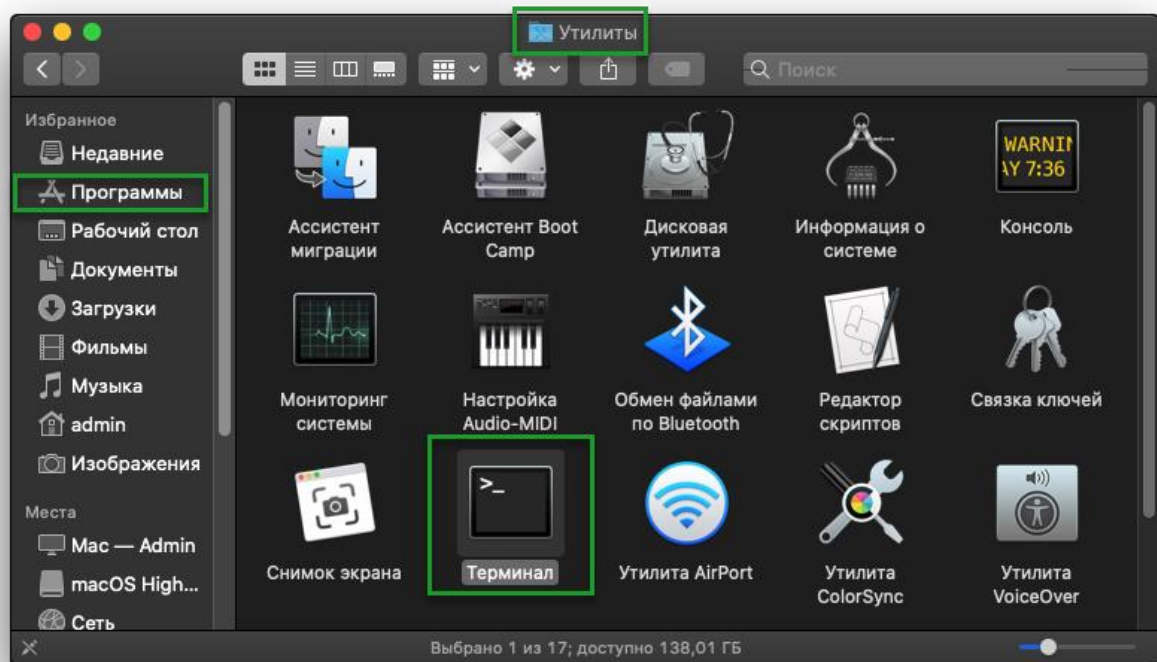 Утилиты
Поиск
Избранное
Недавние
Программы
Рабочий стол
Документы
Загрузки
Фильмы
Музыка
admin
Изображения
Места
Mac — Admin
macOS High...
Сеть
WARNIN
AY 7:36
Ассистент
миграции
Ассистент Boot
Camp
Дисковая
утилита
Информация о
системе
Консоль
Мониторинг
системы
Настройка
Audio-MIDI
Обмен файлами
по Bluetooth
Редактор
скриптов
Связка ключей
>_
Снимок экрана
Терминал
Утилита AirPort
Утилита
ColorSync
Утилита
VoiceOver
Выбрано 1 из 17; доступно 138,01 ГБ